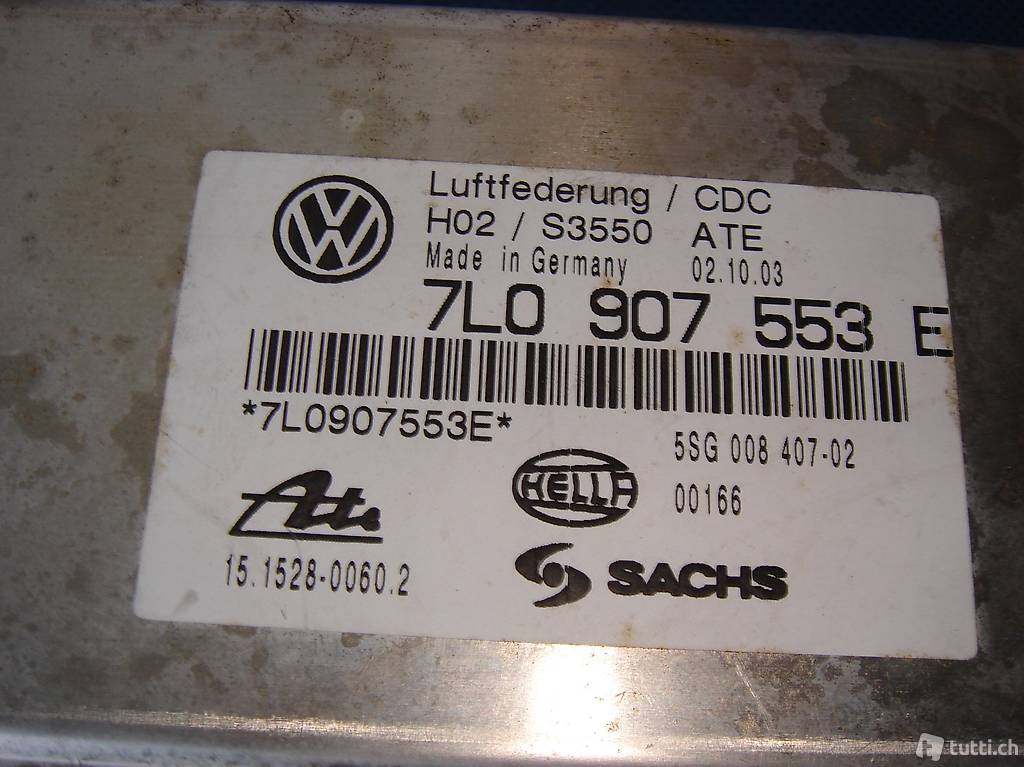 Luftfederung / CDC
H02 / S3550 ATE
Made in Germany 02.10.03
7L0 907 553 E
*7L0907553E*
5SG 008 407-02
HELLA
00166
Ate
15.1528-0060.2
SACHS
tutti.ch